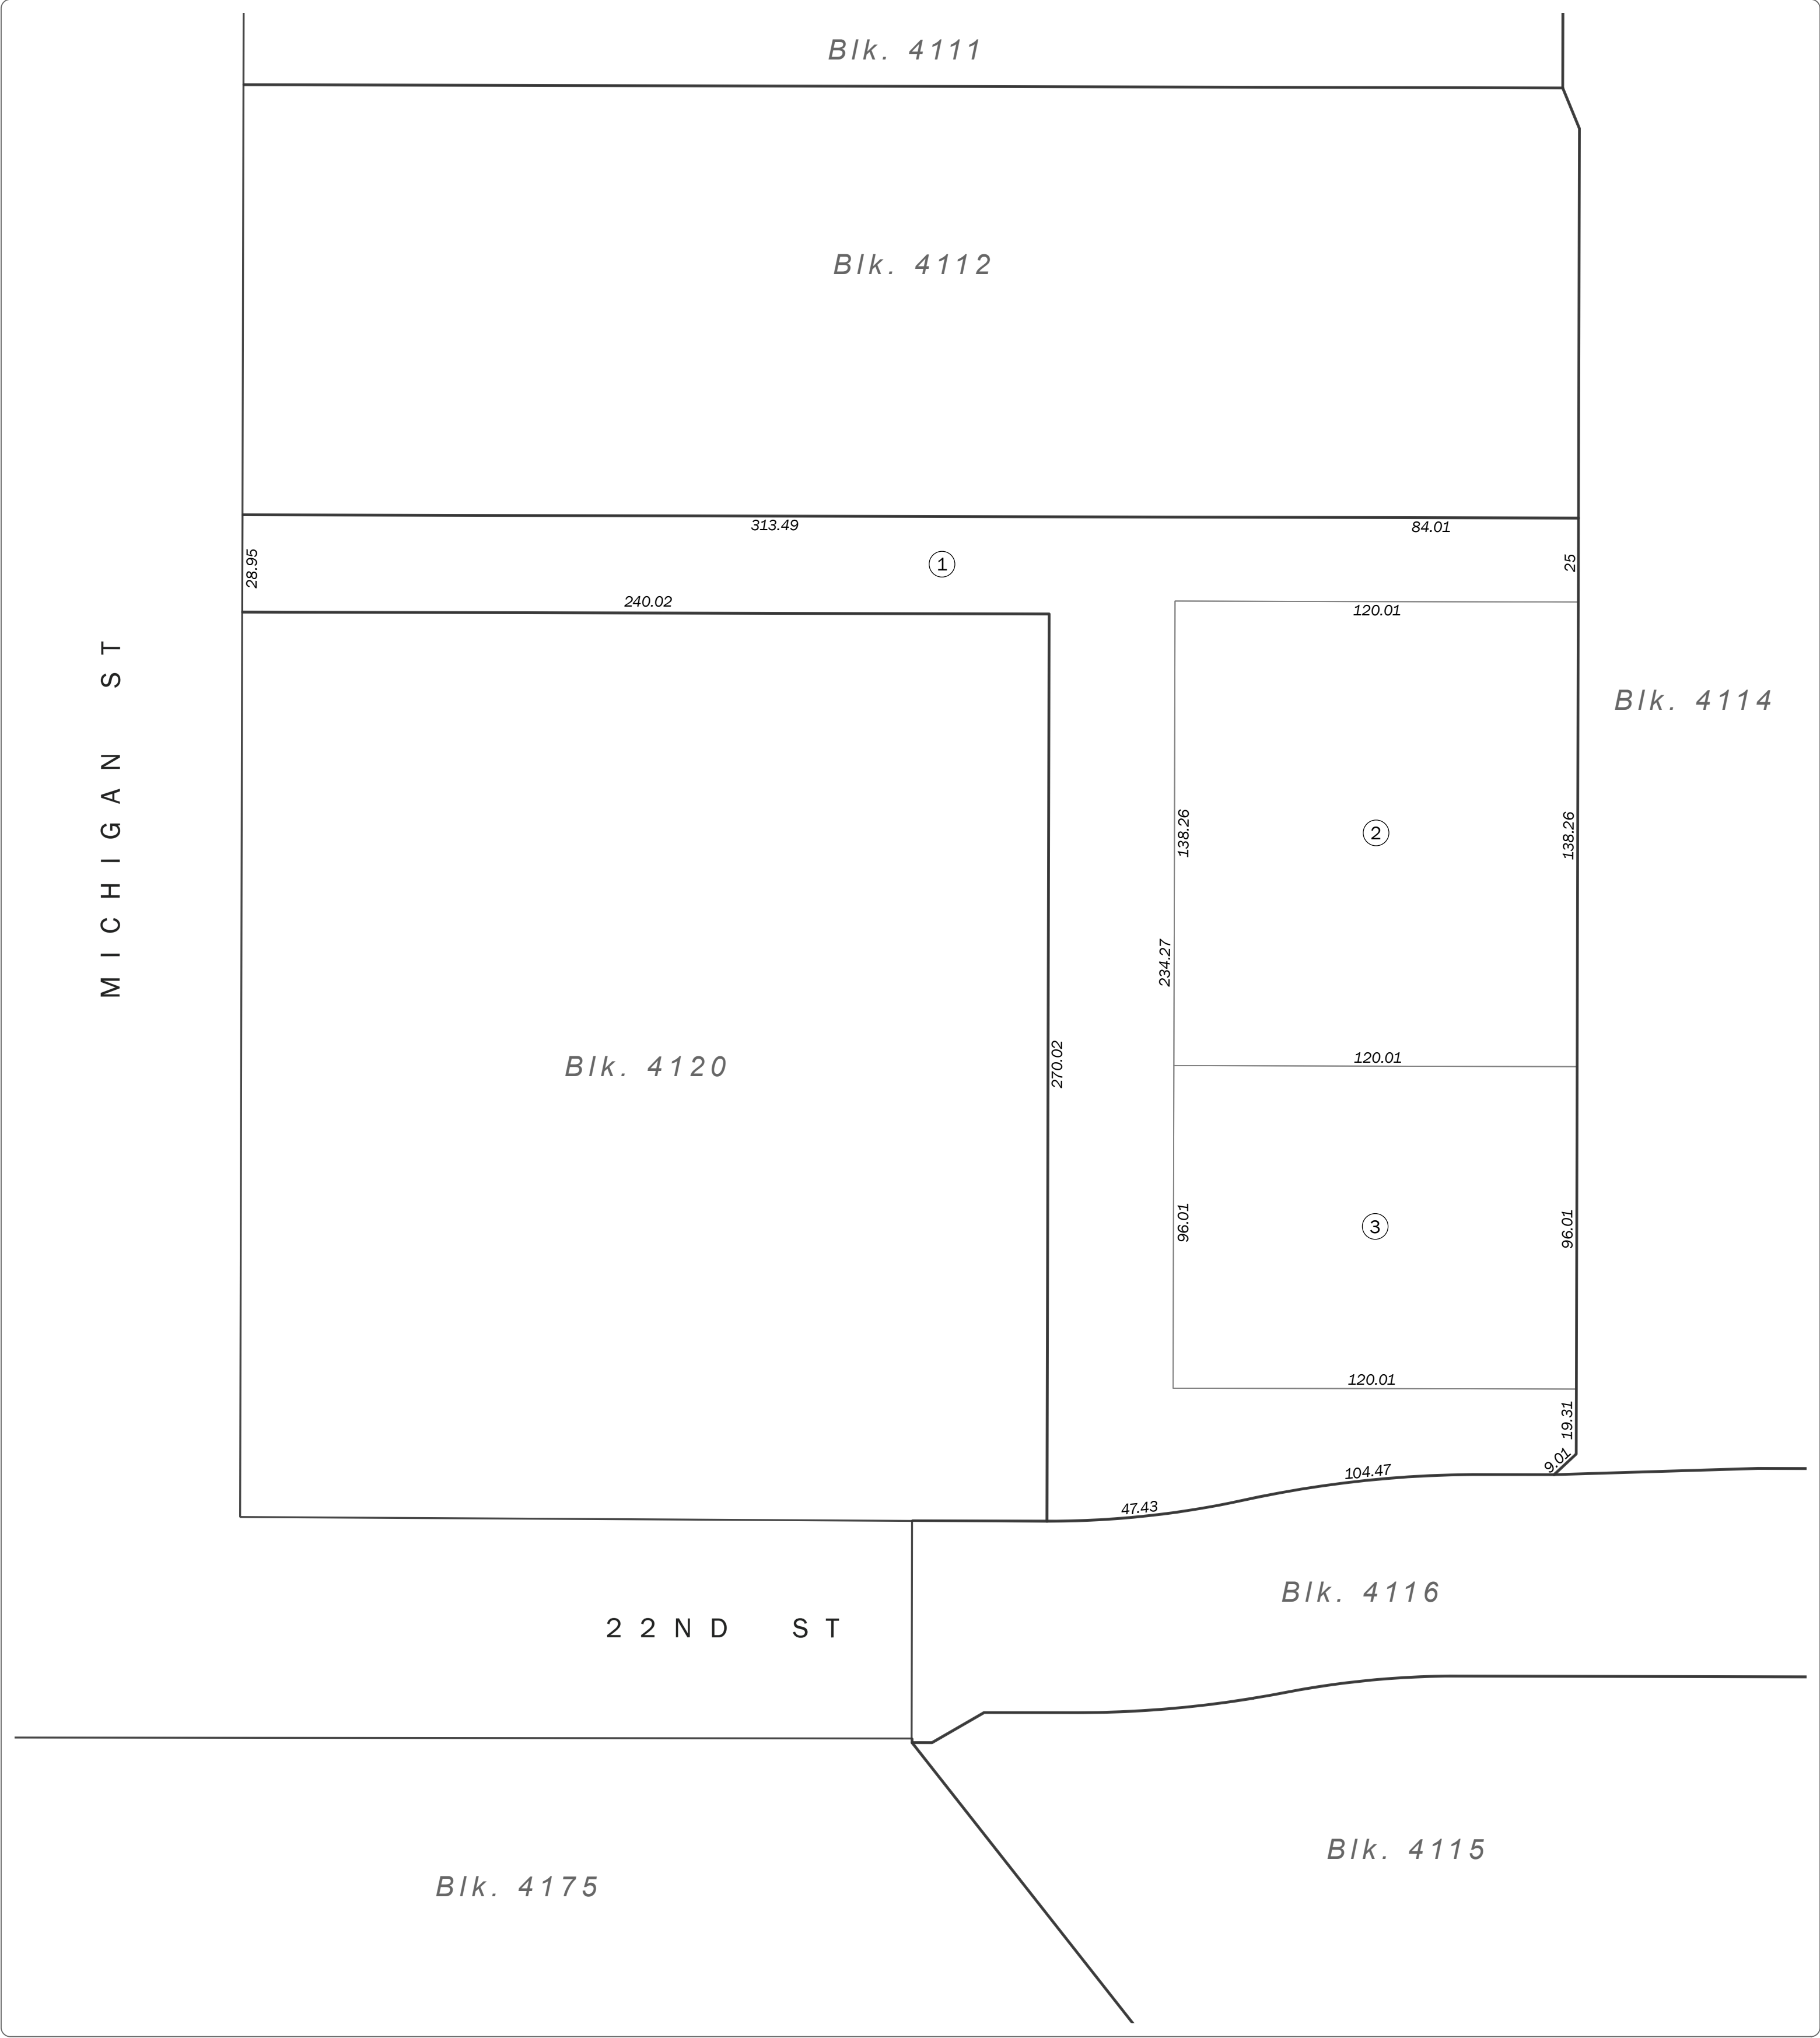 Blk. 4111
Blk. 4112
313.49
84.01
28.95
1
25
240.02
120.01
MICHIGAN ST
Blk. 4114
138.26
2
138.26
234.27
270.02
Blk. 4120
120.01
96.01
3
96.01
120.01
19.31
9.01
104.47
47.43
Blk. 4116
22ND ST
Blk. 4115
Blk. 4175